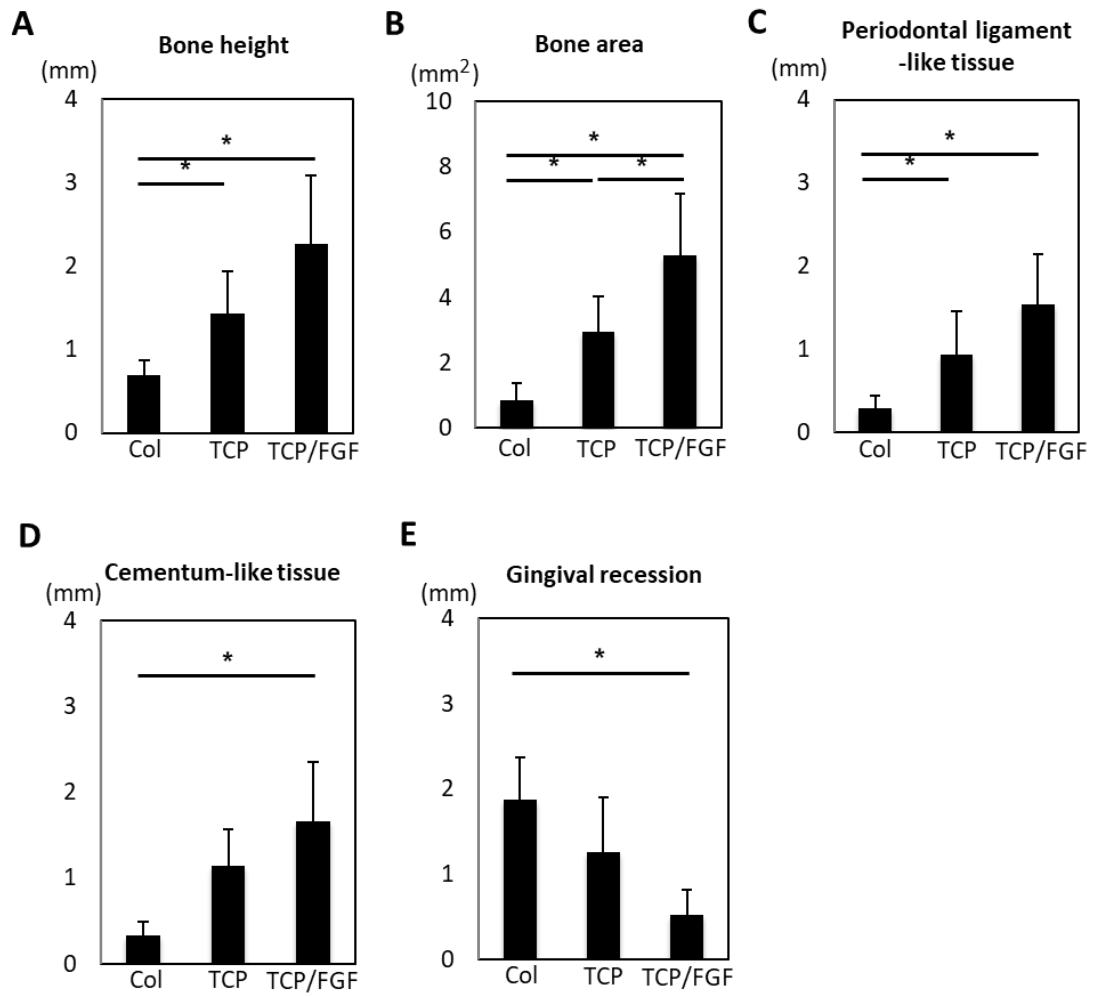 A
Bone height
(mm)
4
3
2
1
0
*
*
Col TCP TCP/FGF
B
Bone area
(mm²)
10
8
6
4
2
0
*
* *
Col TCP TCP/FGF
C
Periodontal ligament
-like tissue
(mm)
4
3
2
1
0
*
*
Col TCP TCP/FGF
D
Cementum-like tissue
(mm)
4
3
2
1
0
*
Col TCP TCP/FGF
E
Gingival recession
(mm)
4
3
2
1
0
*
Col TCP TCP/FGF